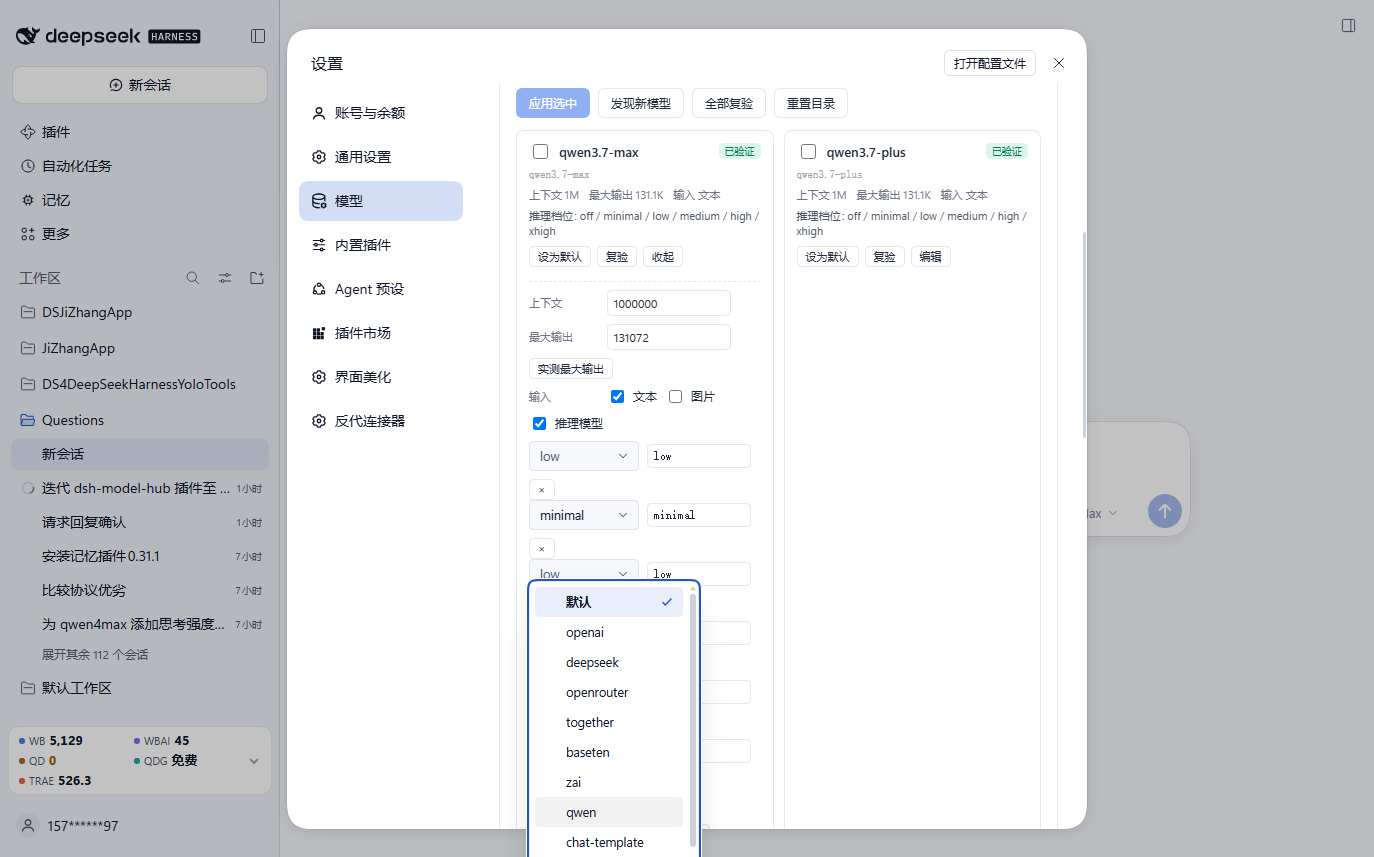 deepseek HARNESS
新会话
插件
自动化任务
记忆
更多
工作区
DSJiZhangApp
JiZhangApp
DS4DeepSeekHarnessYoloTools
Questions
新会话
迭代 dsh-model-hub 插件至 ... 1小时
请求回复确认 1小时
安装记忆插件0.31.1 7小时
比较协议优劣 7小时
为 qwen4max 添加思考强度... 7小时
展开其余 112 个会话
默认工作区
WB 5,129 WBAI 45
QD 0 QDG 免费
TRAE 526.3
157******97
设置
打开配置文件
账号与余额
通用设置
模型
内置插件
Agent 预设
插件市场
界面美化
反代连接器
应用选中 发现新模型 全部复验 重置目录
qwen3.7-max 已验证
qwen3.7-max
上下文 1M 最大输出 131.1K 输入 文本
推理档位: off / minimal / low / medium / high /
xhigh
设为默认 复验 收起
上下文 1000000
最大输出 131072
实测最大输出
输入 文本 图片
推理模型
low low
×
minimal minimal
×
low low
默认
openai
deepseek
openrouter
together
baseten
zai
qwen
chat-template
qwen3.7-plus 已验证
qwen3.7-plus
上下文 1M 最大输出 131.1K 输入 文本
推理档位: off / minimal / low / medium / high /
xhigh
设为默认 复验 编辑